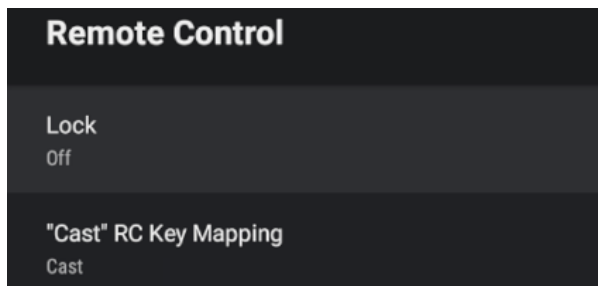 Remote Control
Lock
Off
"Cast" RC Key Mapping
Cast